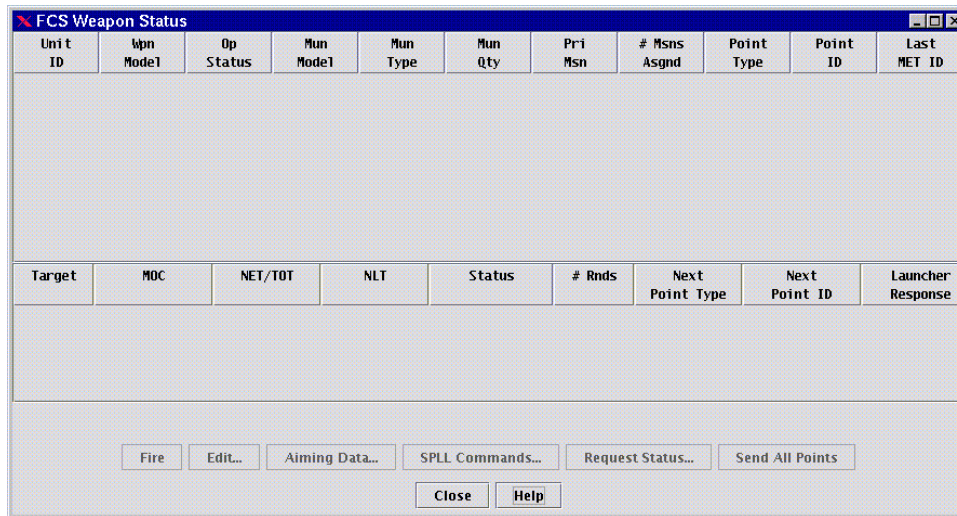 FCS Weapon Status
Unit ID
Wpn Model
Op Status
Mun Model
Mun Type
Mun Qty
Pri Msn
# Msns Asgnd
Point Type
Point ID
Last MET ID
Target
MOC
NET/TOT
NLT
Status
# Rnds
Next Point Type
Next Point ID
Launcher Response
Fire
Edit...
Aiming Data...
SPLL Commands...
Request Status...
Send All Points
Close
Help